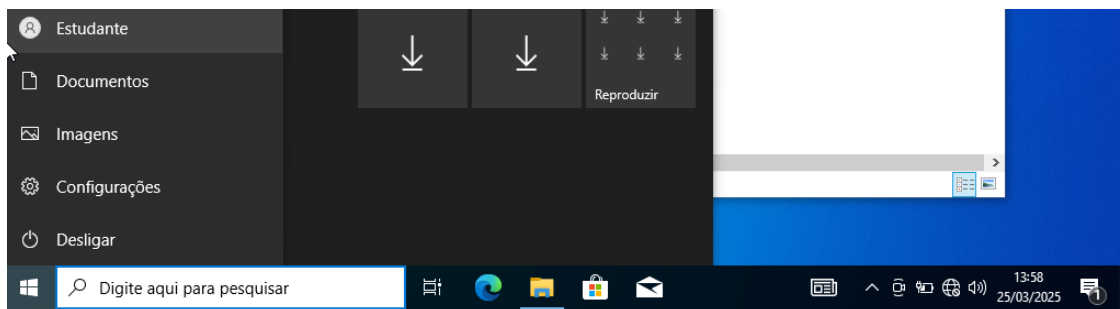 Estudante
Documentos
Reproduzir
Imagens
Configurações
Desligar
Digite aqui para pesquisar
13:58
25/03/2025
1